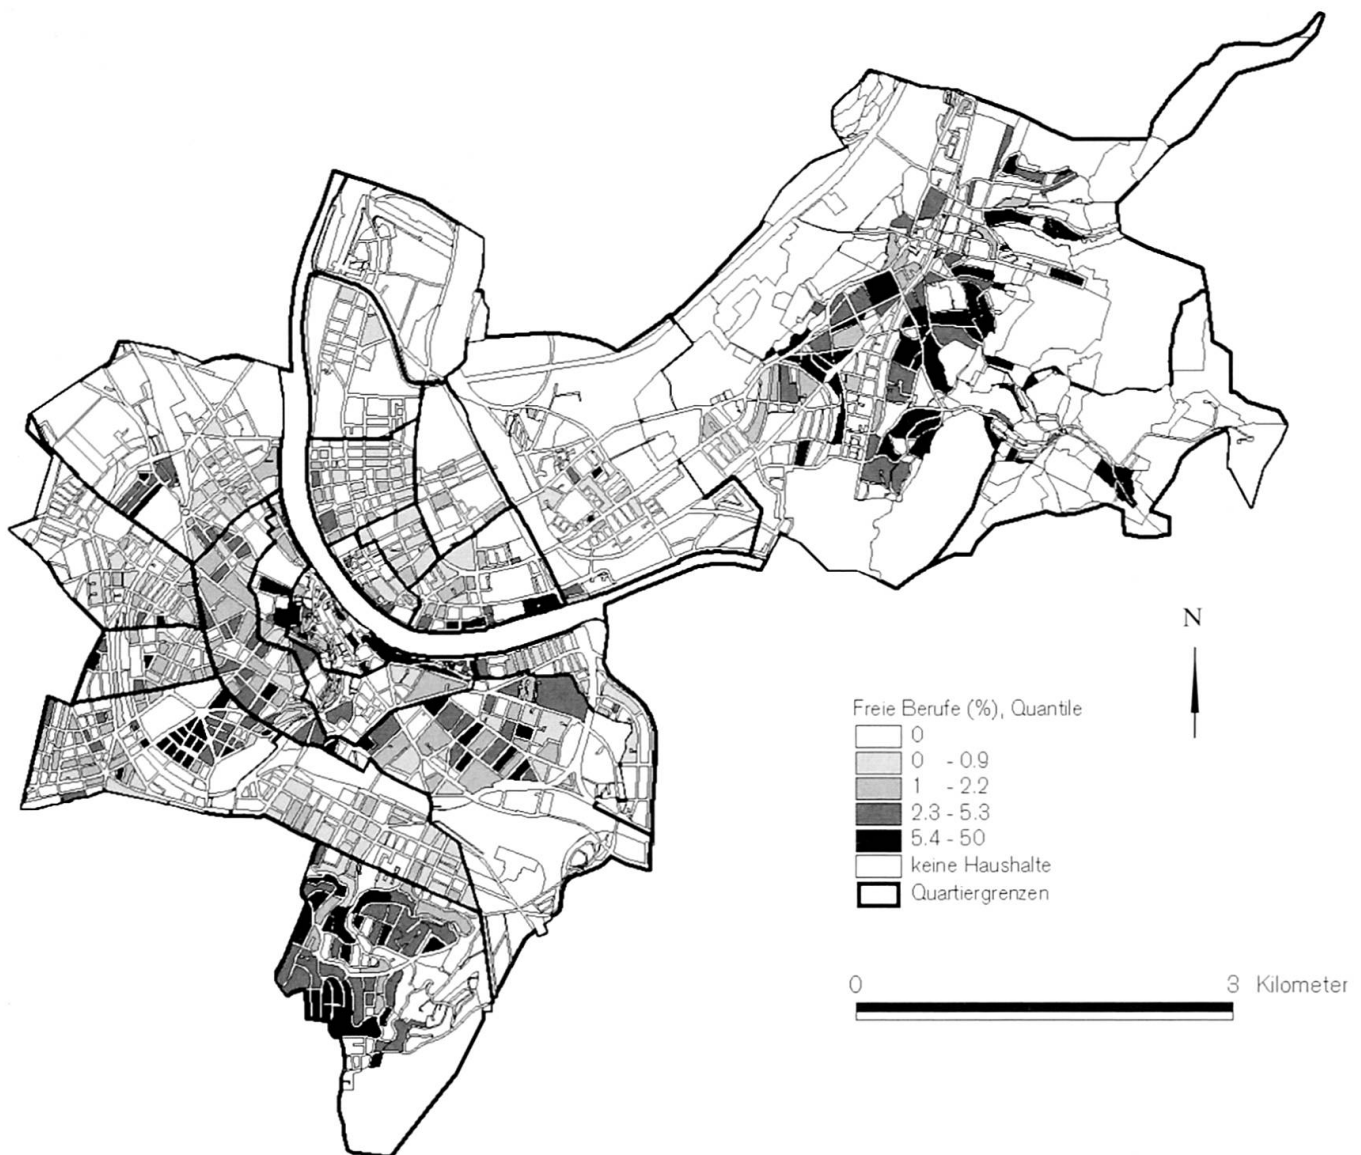 N
Freie Berufe (%), Quantile
0
0 - 0.9
1 - 2.2
2.3 - 5.3
5.4 - 50
keine Haushalte
Quartiergrenzen
0 3 Kilometer